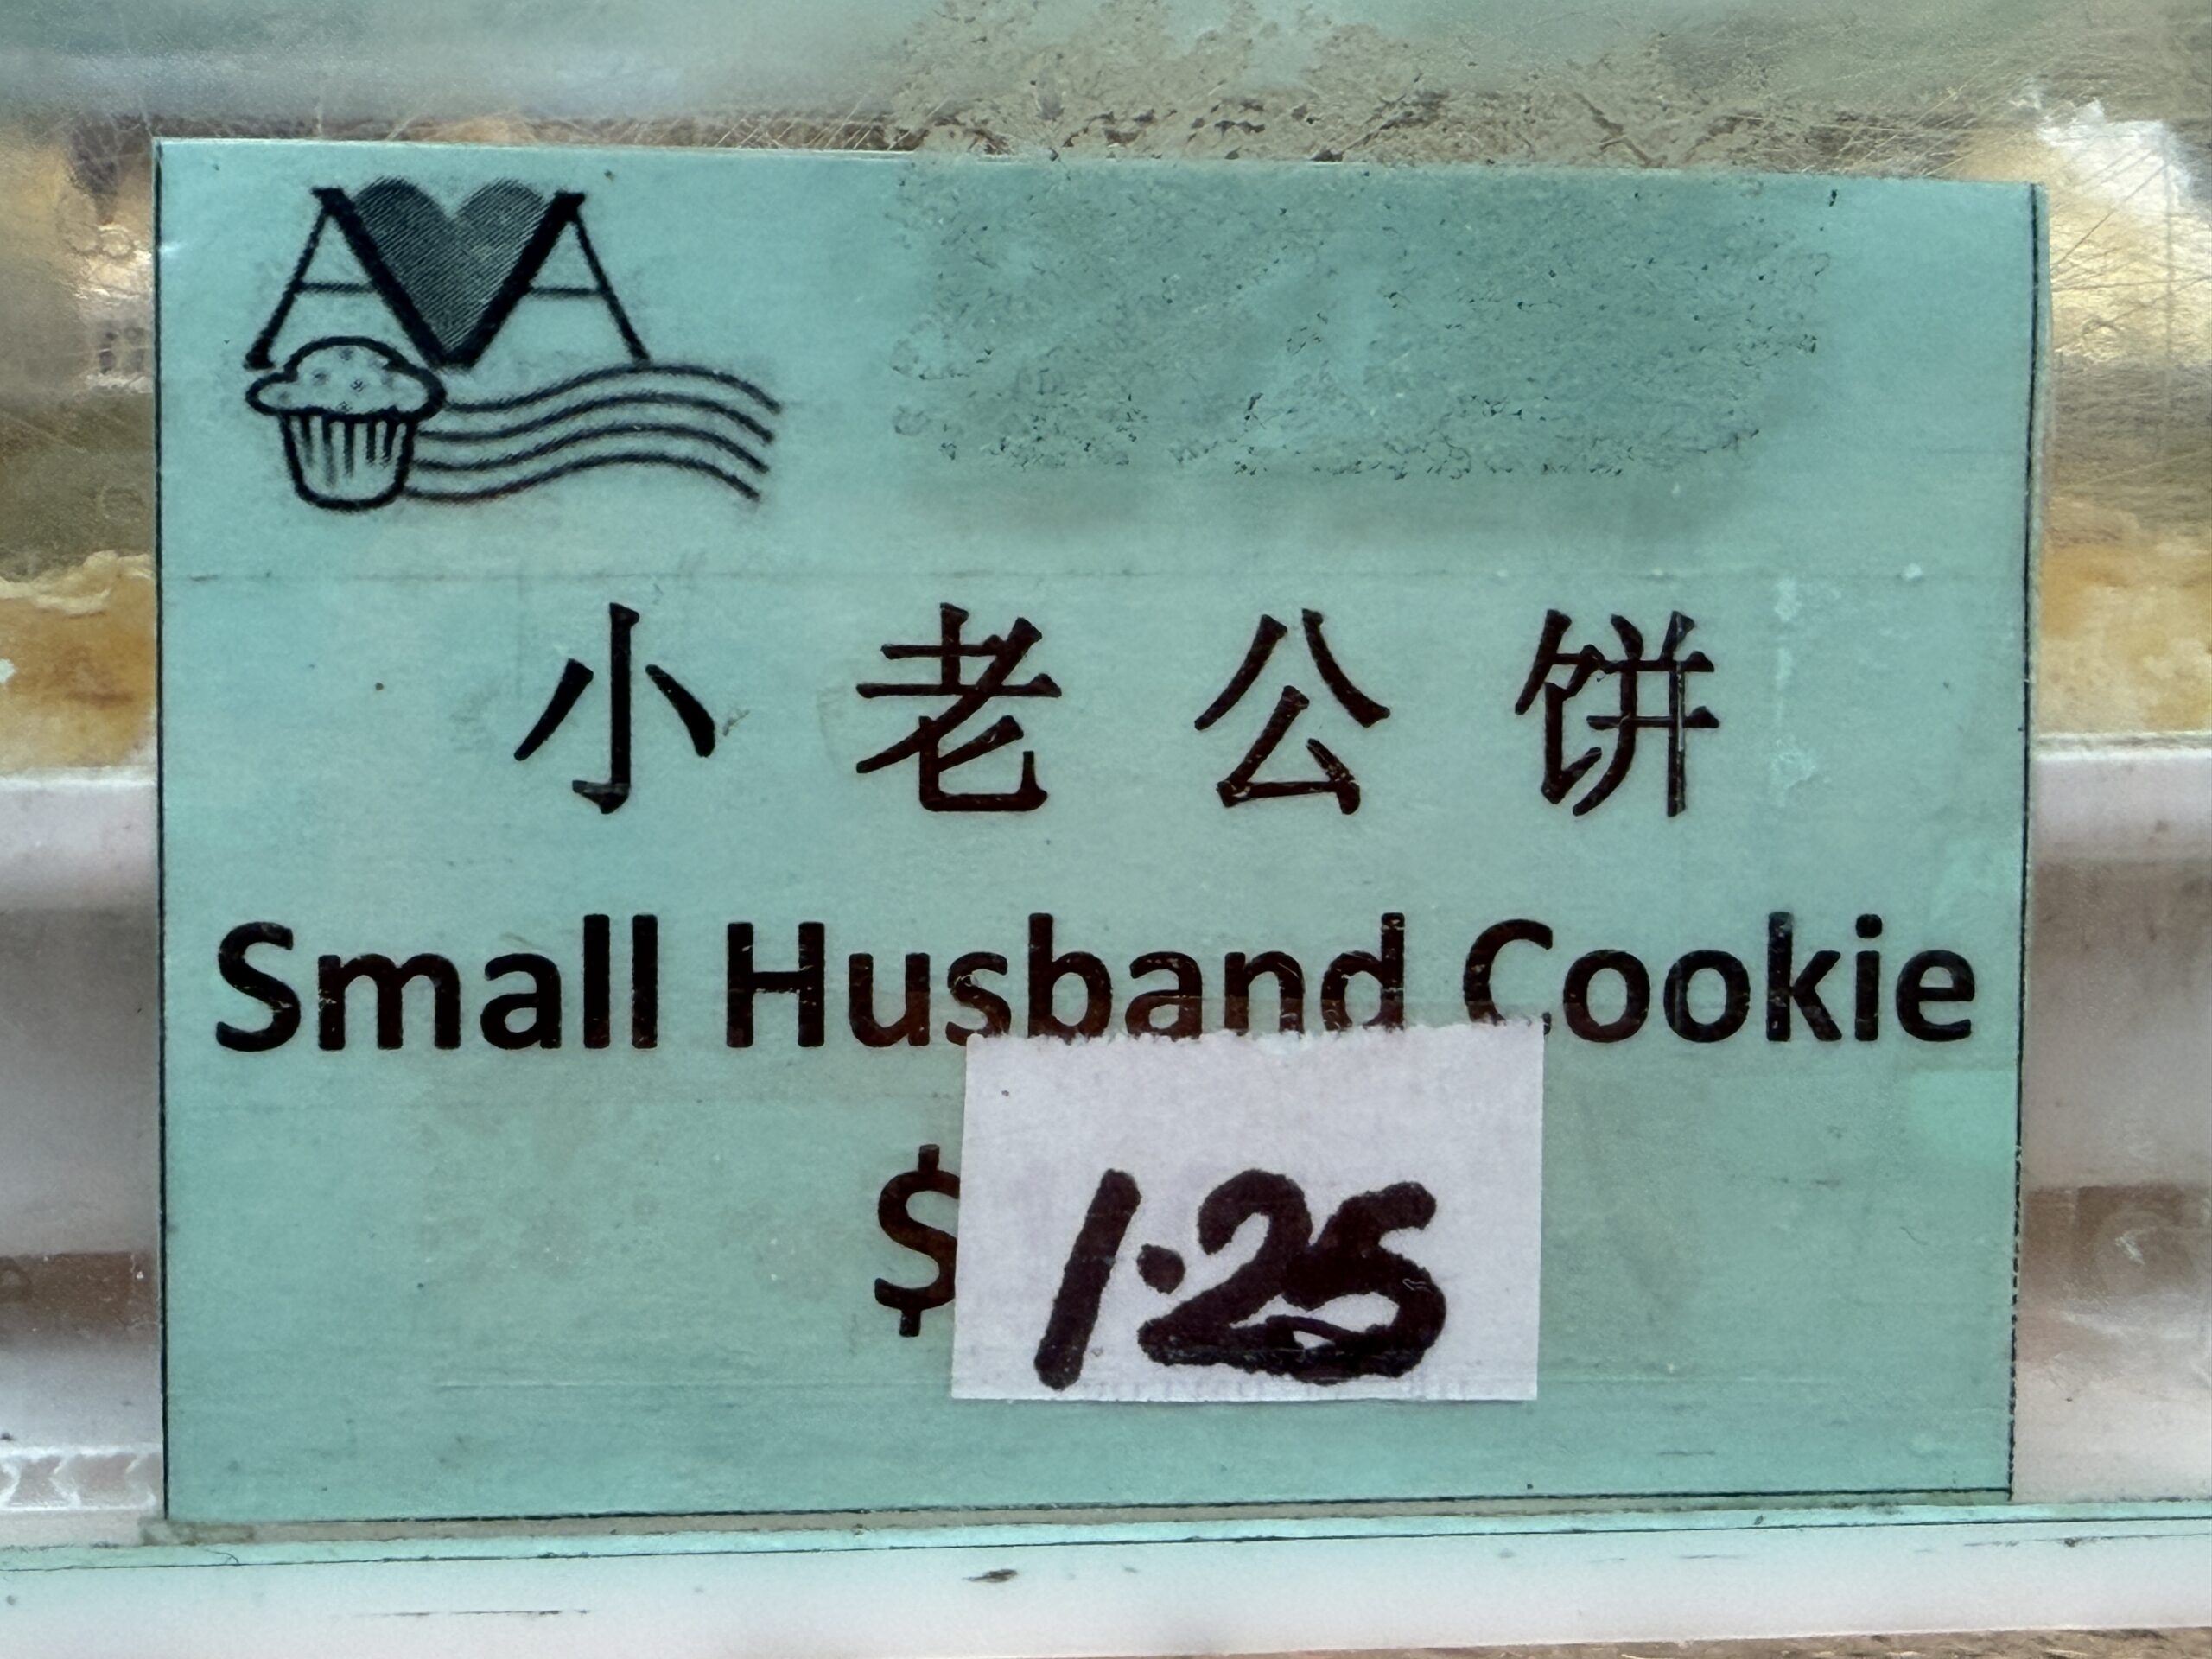 小老公饼
Small Husband Cookie
$1.25